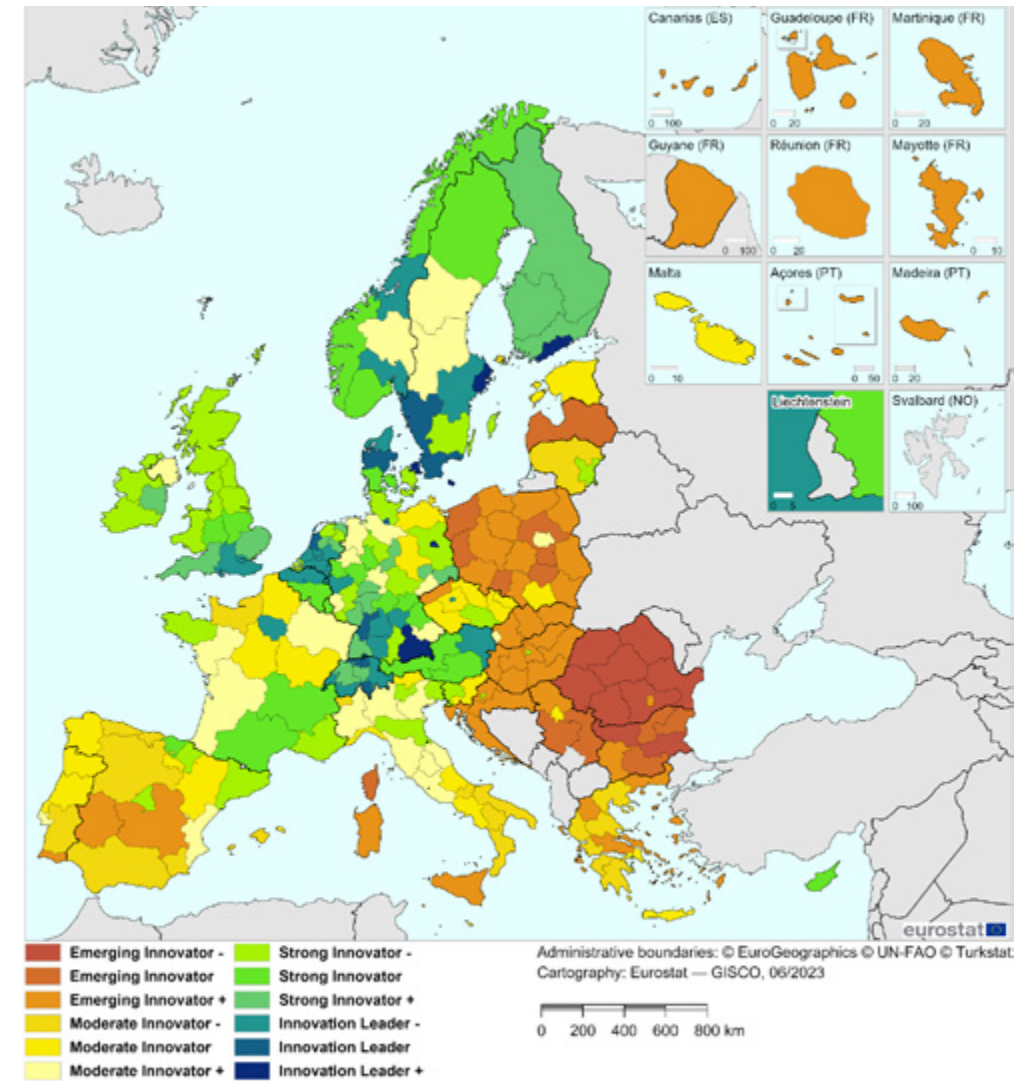 Canarias (ES)
0 100
Guadeloupe (FR)
0 20
Martinique (FR)
0 20
Guyane (FR)
0 100
Réunion (FR)
0 20
Mayotte (FR)
0 10
Malta
0 10
Açores (PT)
0 50
Madeira (PT)
0 20
Liechtenstein
0 5
Svalbard (NO)
0 100
eurostat
Emerging Innovator -
Emerging Innovator
Emerging Innovator +
Moderate Innovator -
Moderate Innovator
Moderate Innovator +
Strong Innovator -
Strong Innovator
Strong Innovator +
Innovation Leader -
Innovation Leader
Innovation Leader +
Administrative boundaries: © EuroGeographics © UN-FAO © Turkstat
Cartography: Eurostat — GISCO, 06/2023
0 200 400 600 800 km